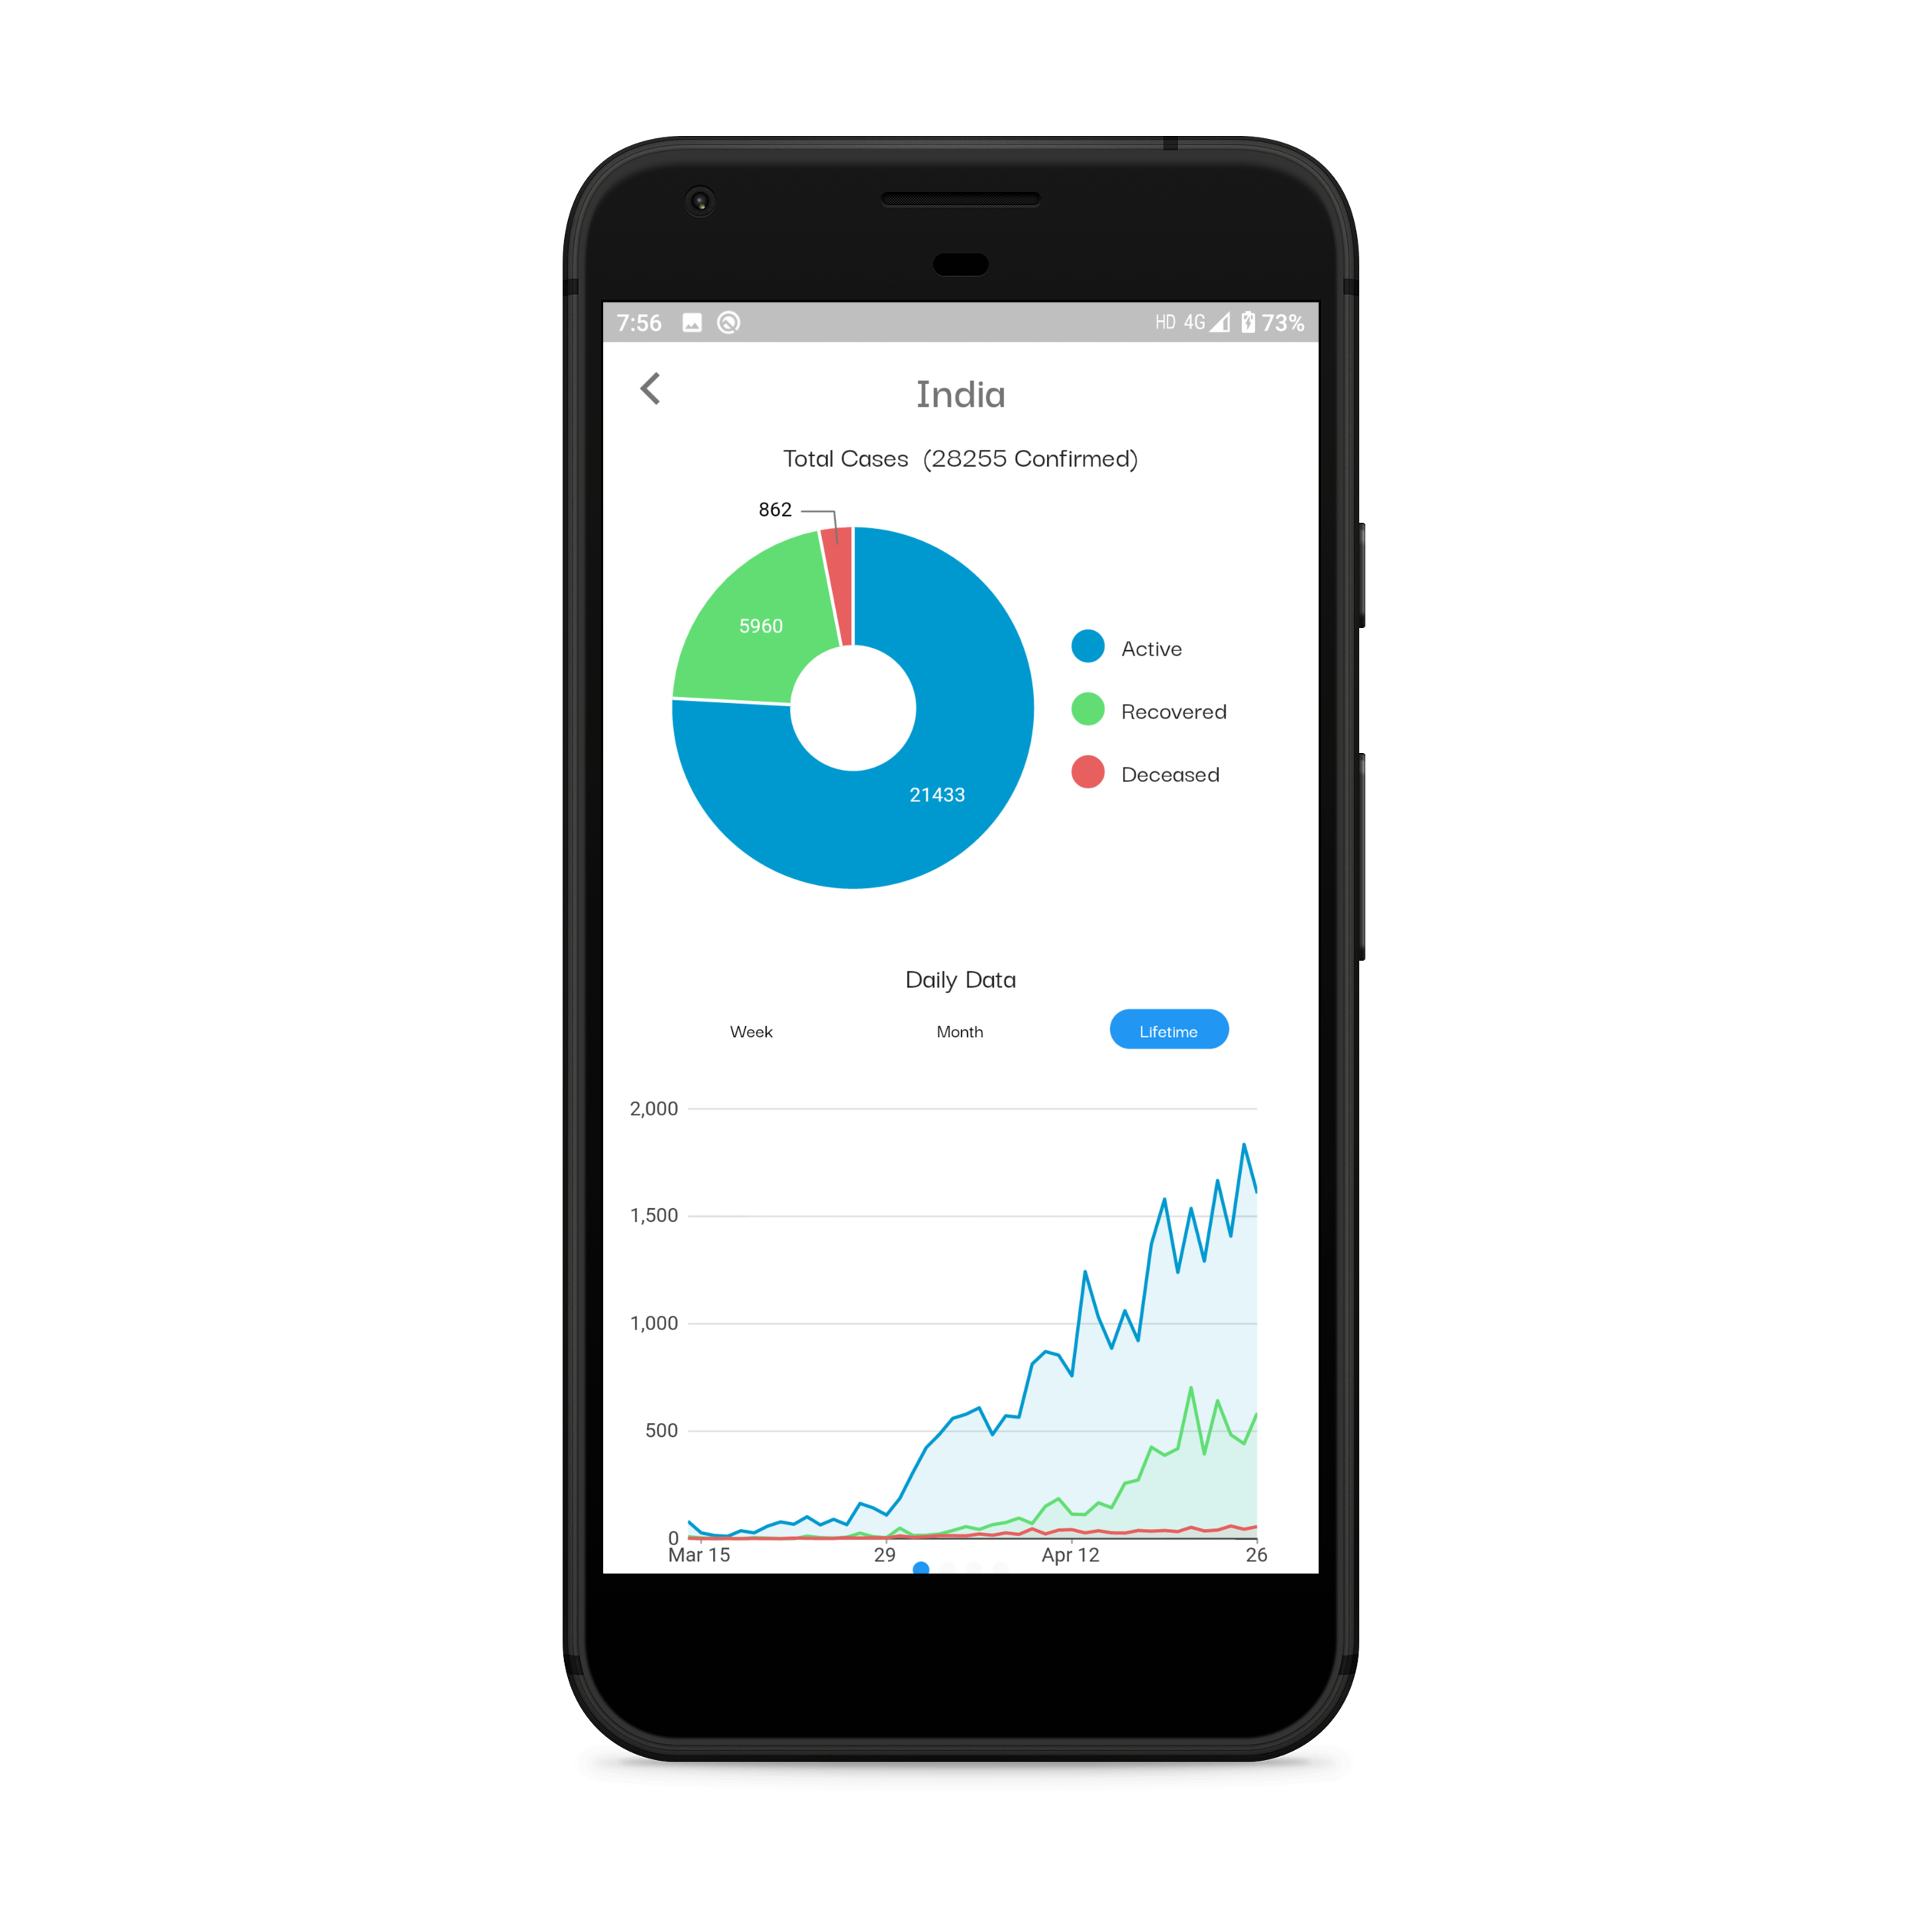 7:56 HD 4G 73%
India
Total Cases (28255 Confirmed)
862
5960
Active
Recovered
Deceased
21433
Daily Data
Week Month Lifetime
2,000
1,500
1,000
500
0
Mar 15 29 Apr 12 26